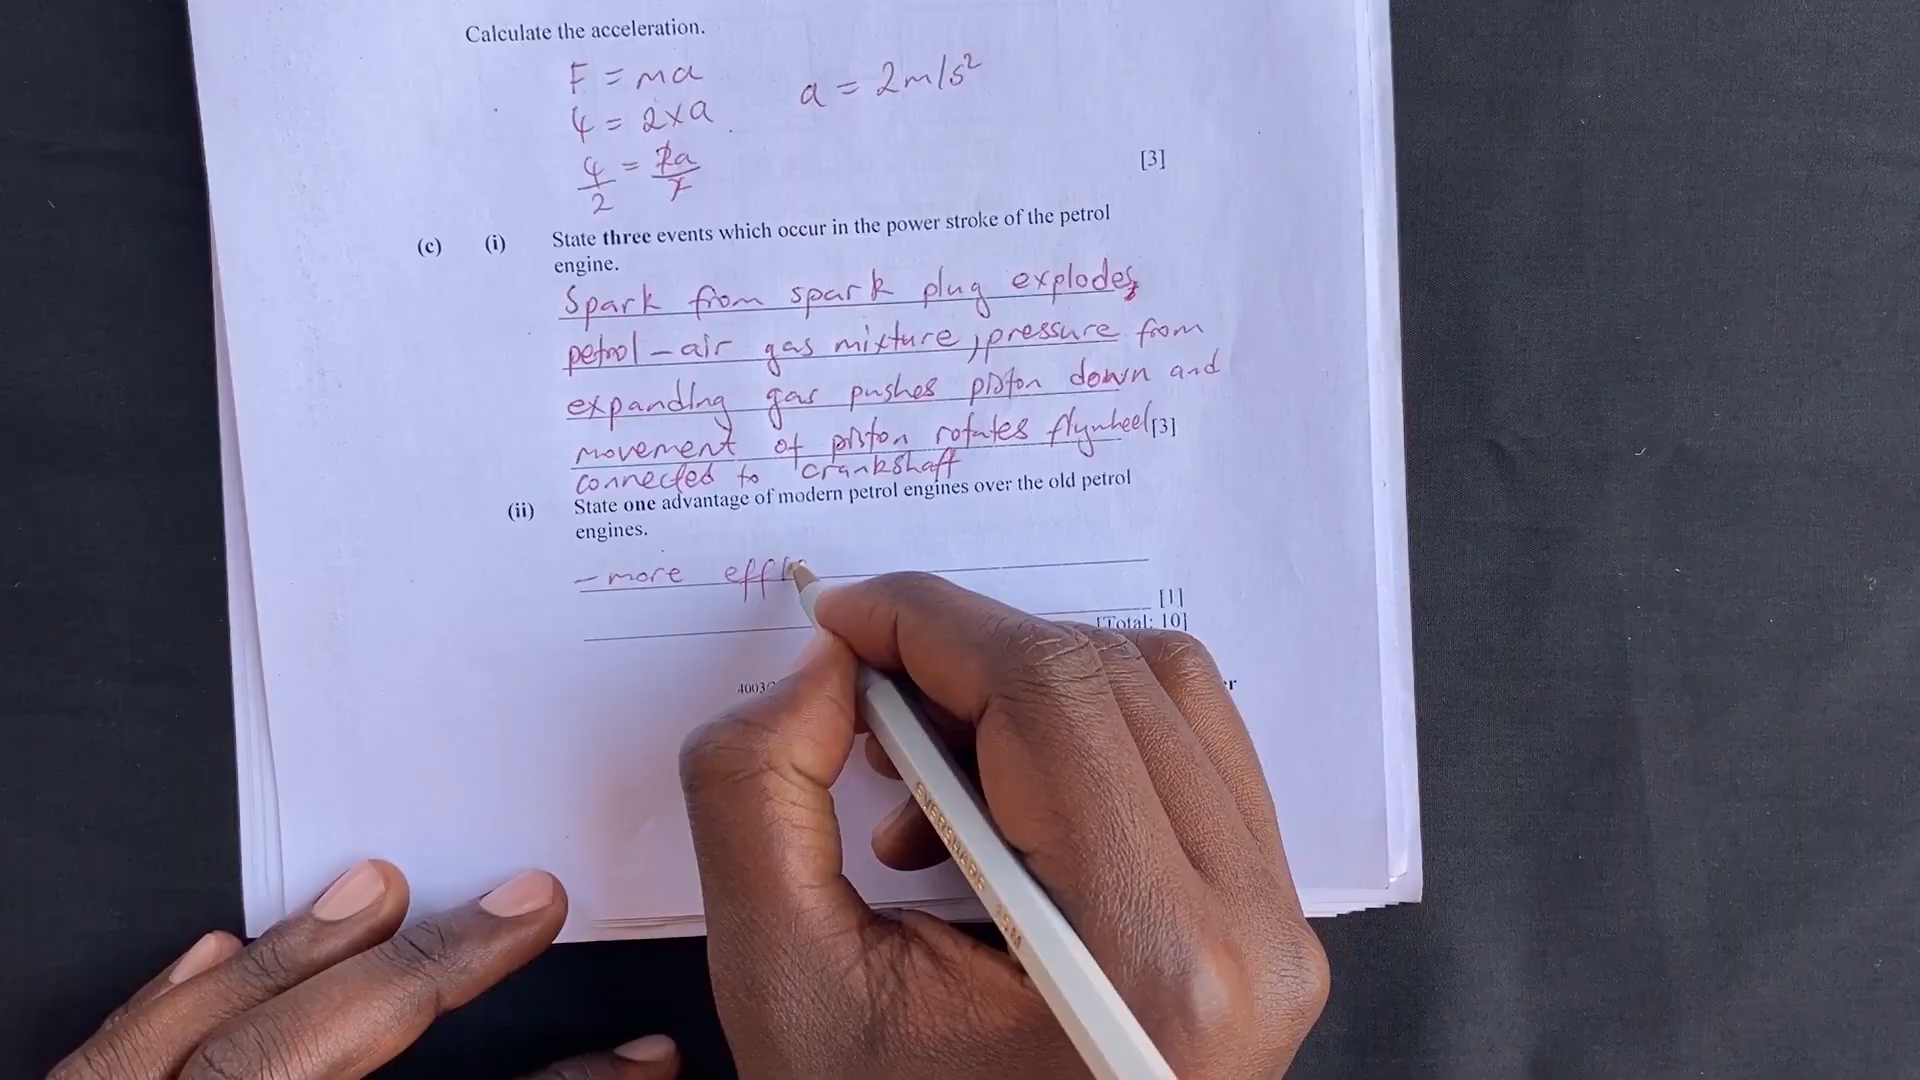 Calculate the acceleration.
F = ma
a = 2m/s²
4 = 2×a
4/2 = 2a/2
[3]
(c) (i) State three events which occur in the power stroke of the petrol
engine.
Spark from spark plug explodes
petrol-air gas mixture, pressure from
expanding gas pushes piston down and
movement of piston rotates flywheel [3]
connected to crankshaft
(ii) State one advantage of modern petrol engines over the old petrol
engines.
- more effi
[1]
[Total: 10]
4003/